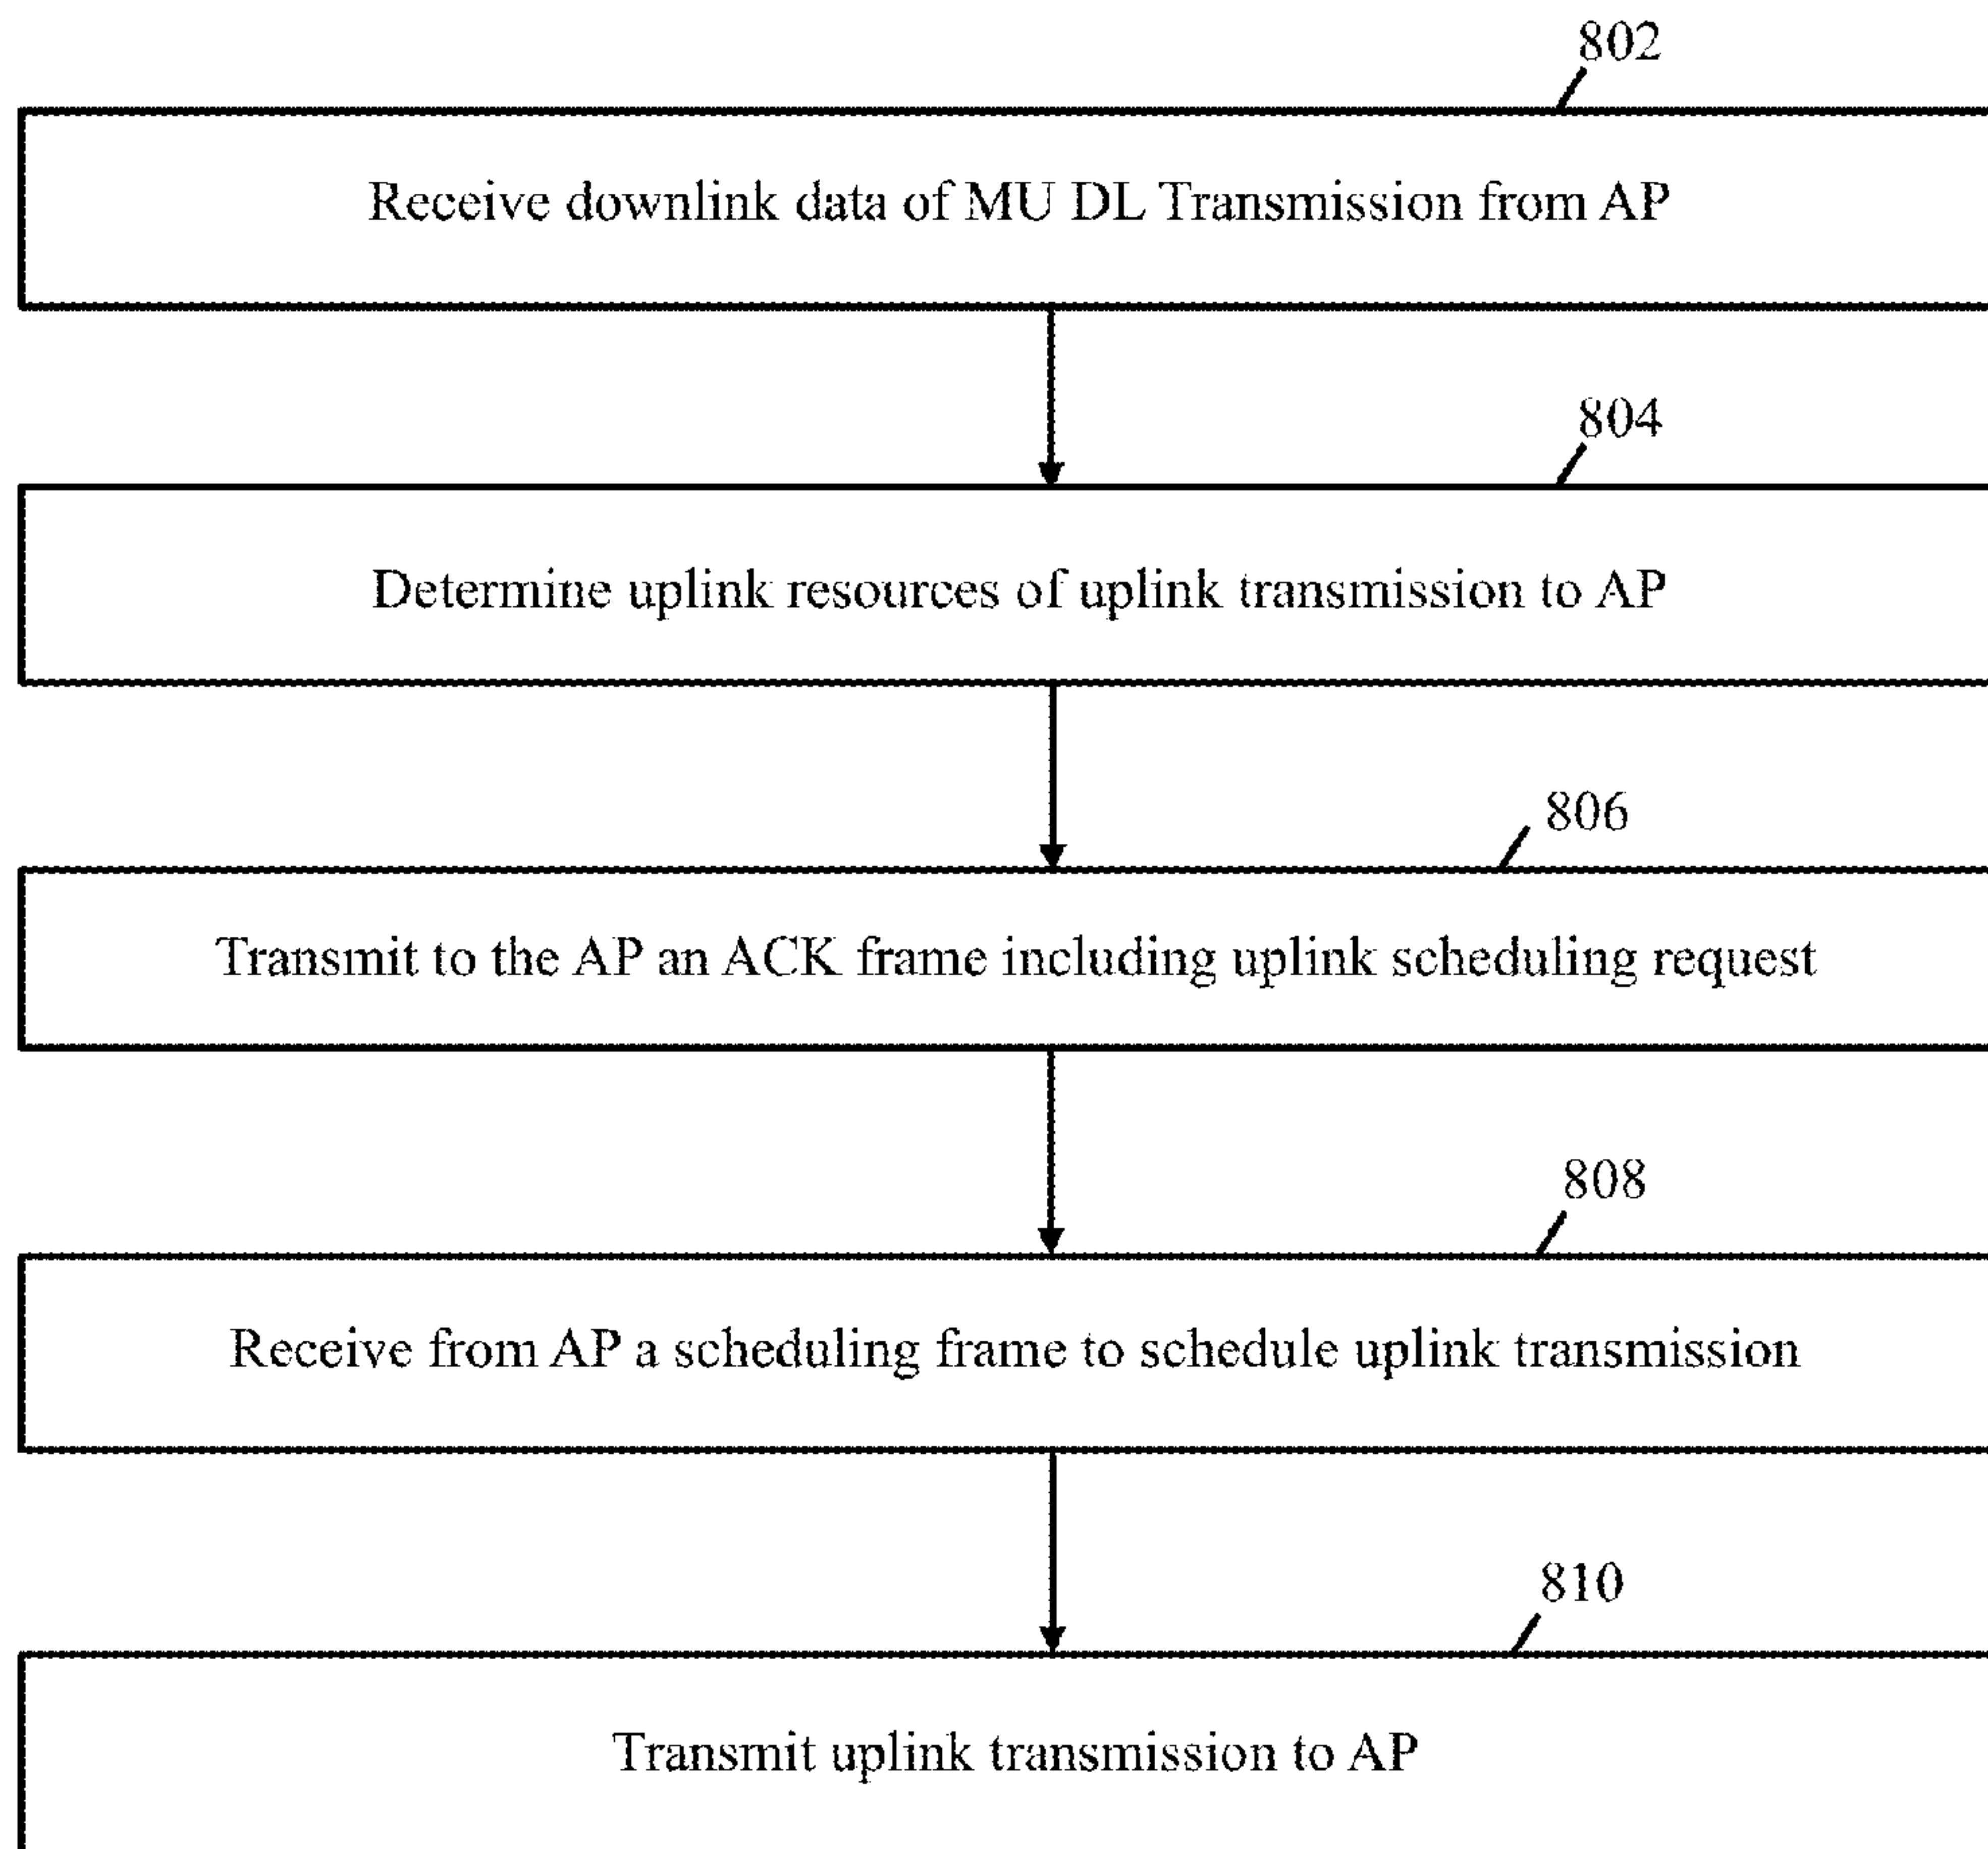 802
Receive downlink data of MU DL Transmission from AP
804
Determine uplink resources of uplink transmission to AP
806
Transmit to the AP an ACK frame including uplink scheduling request
808
Receive from AP a scheduling frame to schedule uplink transmission
810
Transmit uplink transmission to AP